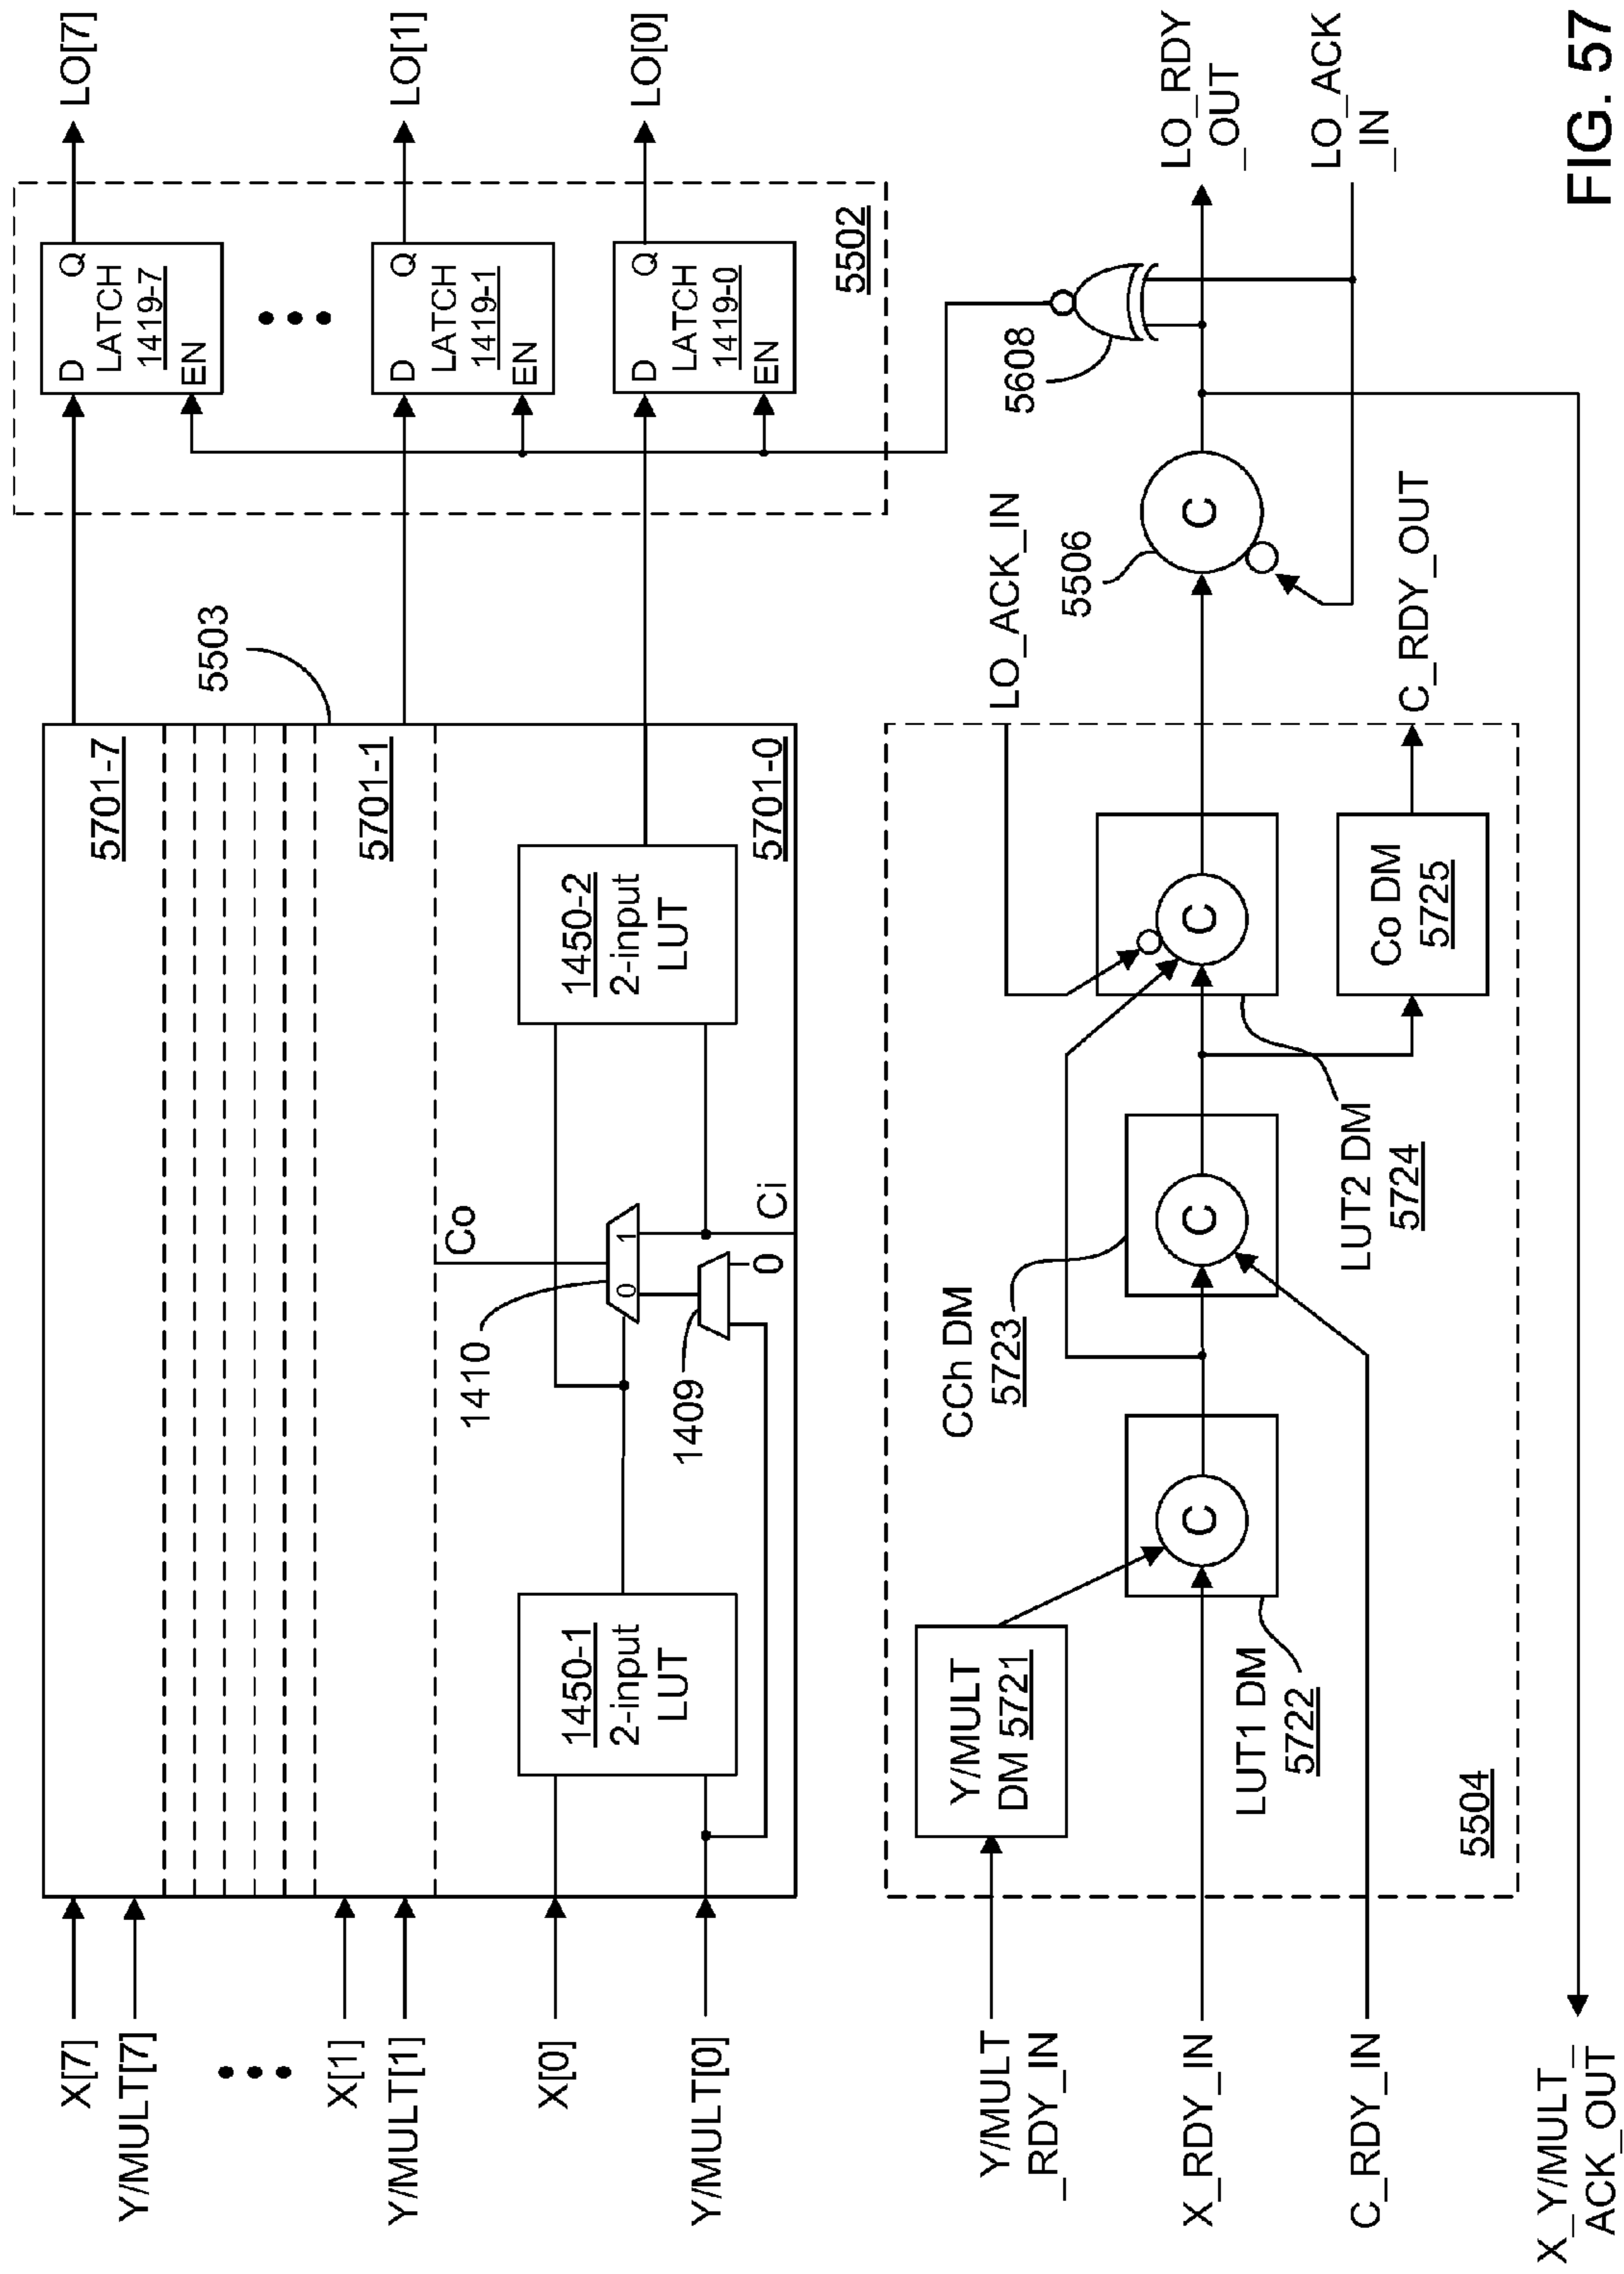 X[7]
Y/MULT[7]
X[1]
Y/MULT[1]
X[0]
Y/MULT[0]
5701-7
5701-1
5701-0
5503
1450-1
2-input
LUT
1450-2
2-input
LUT
1410
1409
0
1
0
Co
Ci
D
Q
LATCH
1419-7
EN
D
Q
LATCH
1419-1
EN
D
Q
LATCH
1419-0
EN
5502
LO[7]
LO[1]
LO[0]
Y/MULT
_RDY_IN
X_RDY_IN
C_RDY_IN
X_Y/MULT_
ACK_OUT
Y/MULT
DM 5721
C
LUT1 DM
5722
CCh DM
5723
C
C
LUT2 DM
5724
Co DM
5725
5504
LO_ACK_IN
C_RDY_OUT
5506
C
5608
LO_RDY
_OUT
LO_ACK
_IN
FIG. 57